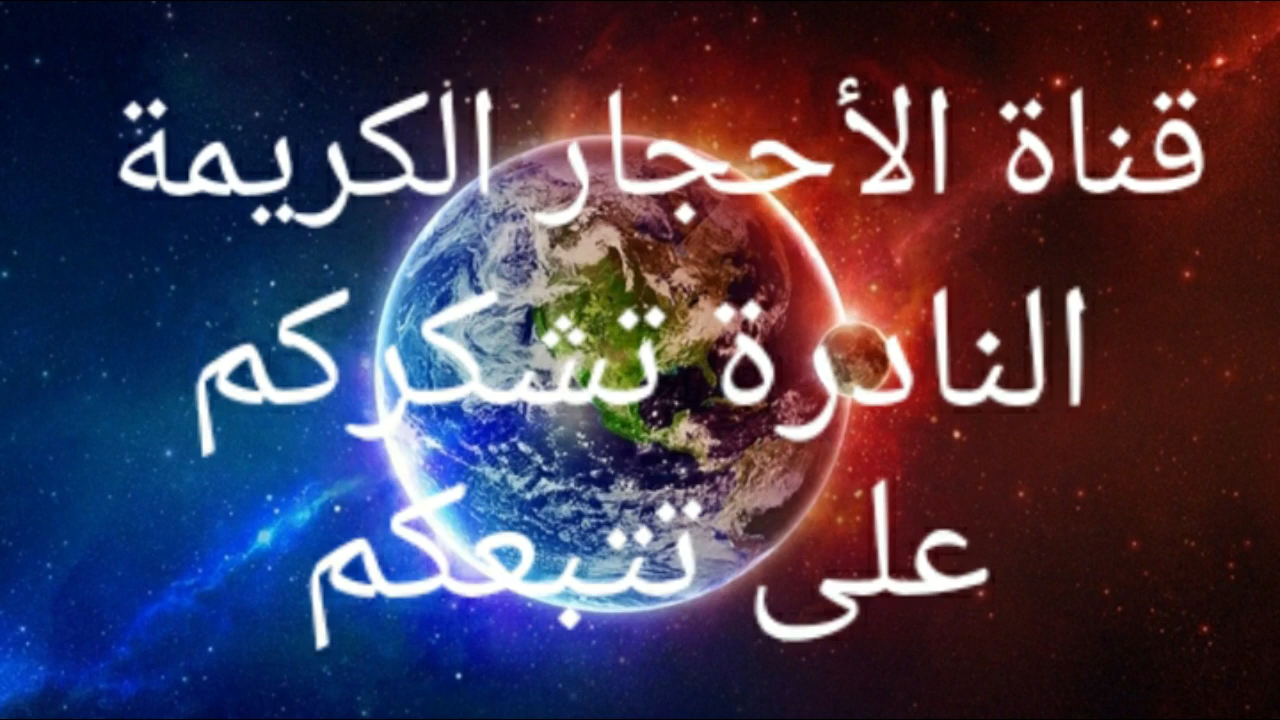 قناة الأحجار الكريمة
النادرة تشكركم
على تتبعكم